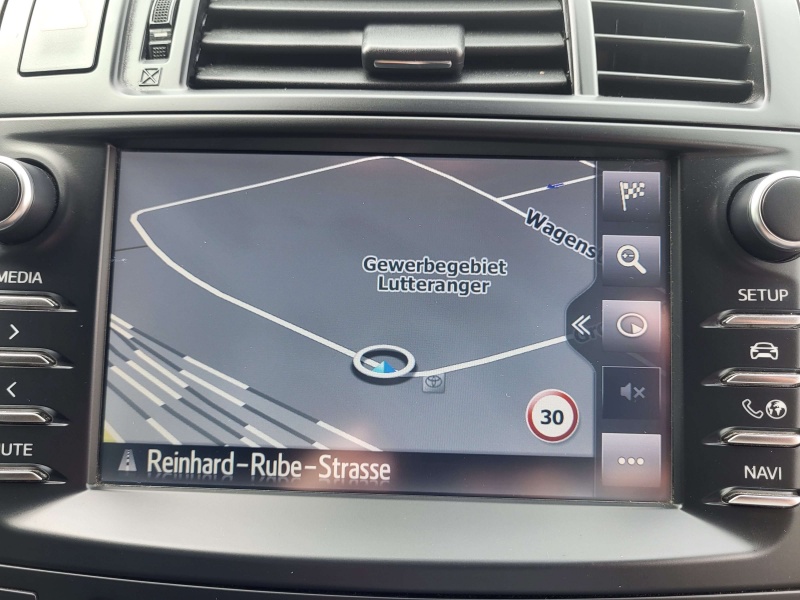 MEDIA
SETUP
Wagens
Gewerbegebiet
Lutteranger
30
UTE
NAVI
Reinhard-Rube-Strasse